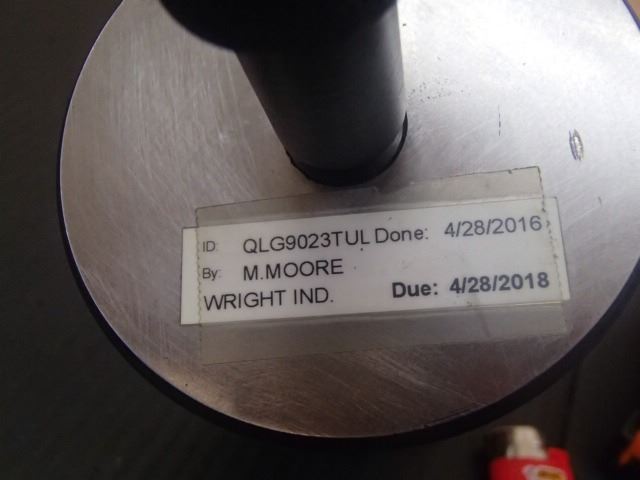 ID: QLG9023TUL Done: 4/28/2016
By: M.MOORE
WRIGHT IND. Due: 4/28/2018